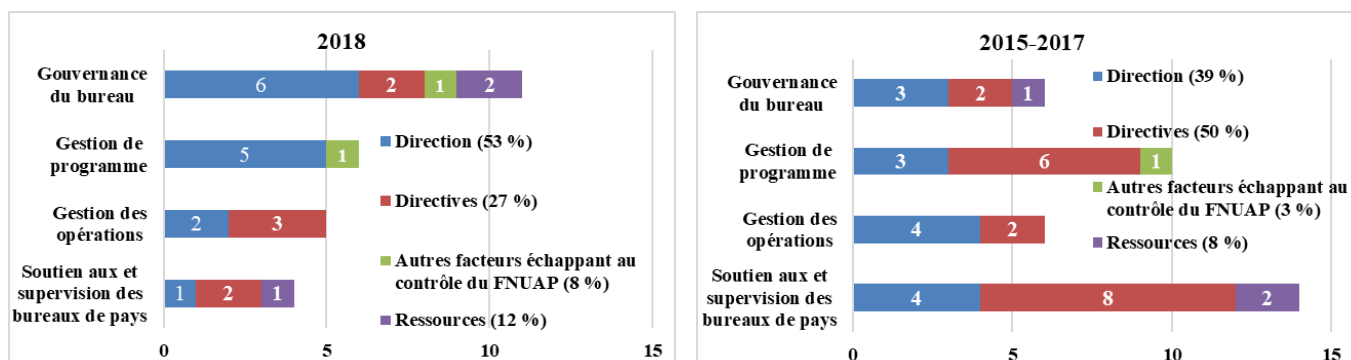 2018
Gouvernance
du bureau
6 2 1 2
Gestion de
programme
5 1
Gestion des
opérations
2 3
Soutien aux et
supervision des
bureaux de pays
1 2 1
Direction (53 %)
Directives (27 %)
Autres facteurs échappant au
contrôle du FNUAP (8 %)
Ressources (12 %)
0 5 10 15
2015-2017
Gouvernance
du bureau
3 2 1
Gestion de
programme
3 6 1
Gestion des
opérations
4 2
Soutien aux et
supervision des
bureaux de pays
4 8 2
Direction (39 %)
Directives (50 %)
Autres facteurs échappant au
contrôle du FNUAP (3 %)
Ressources (8 %)
0 5 10 15